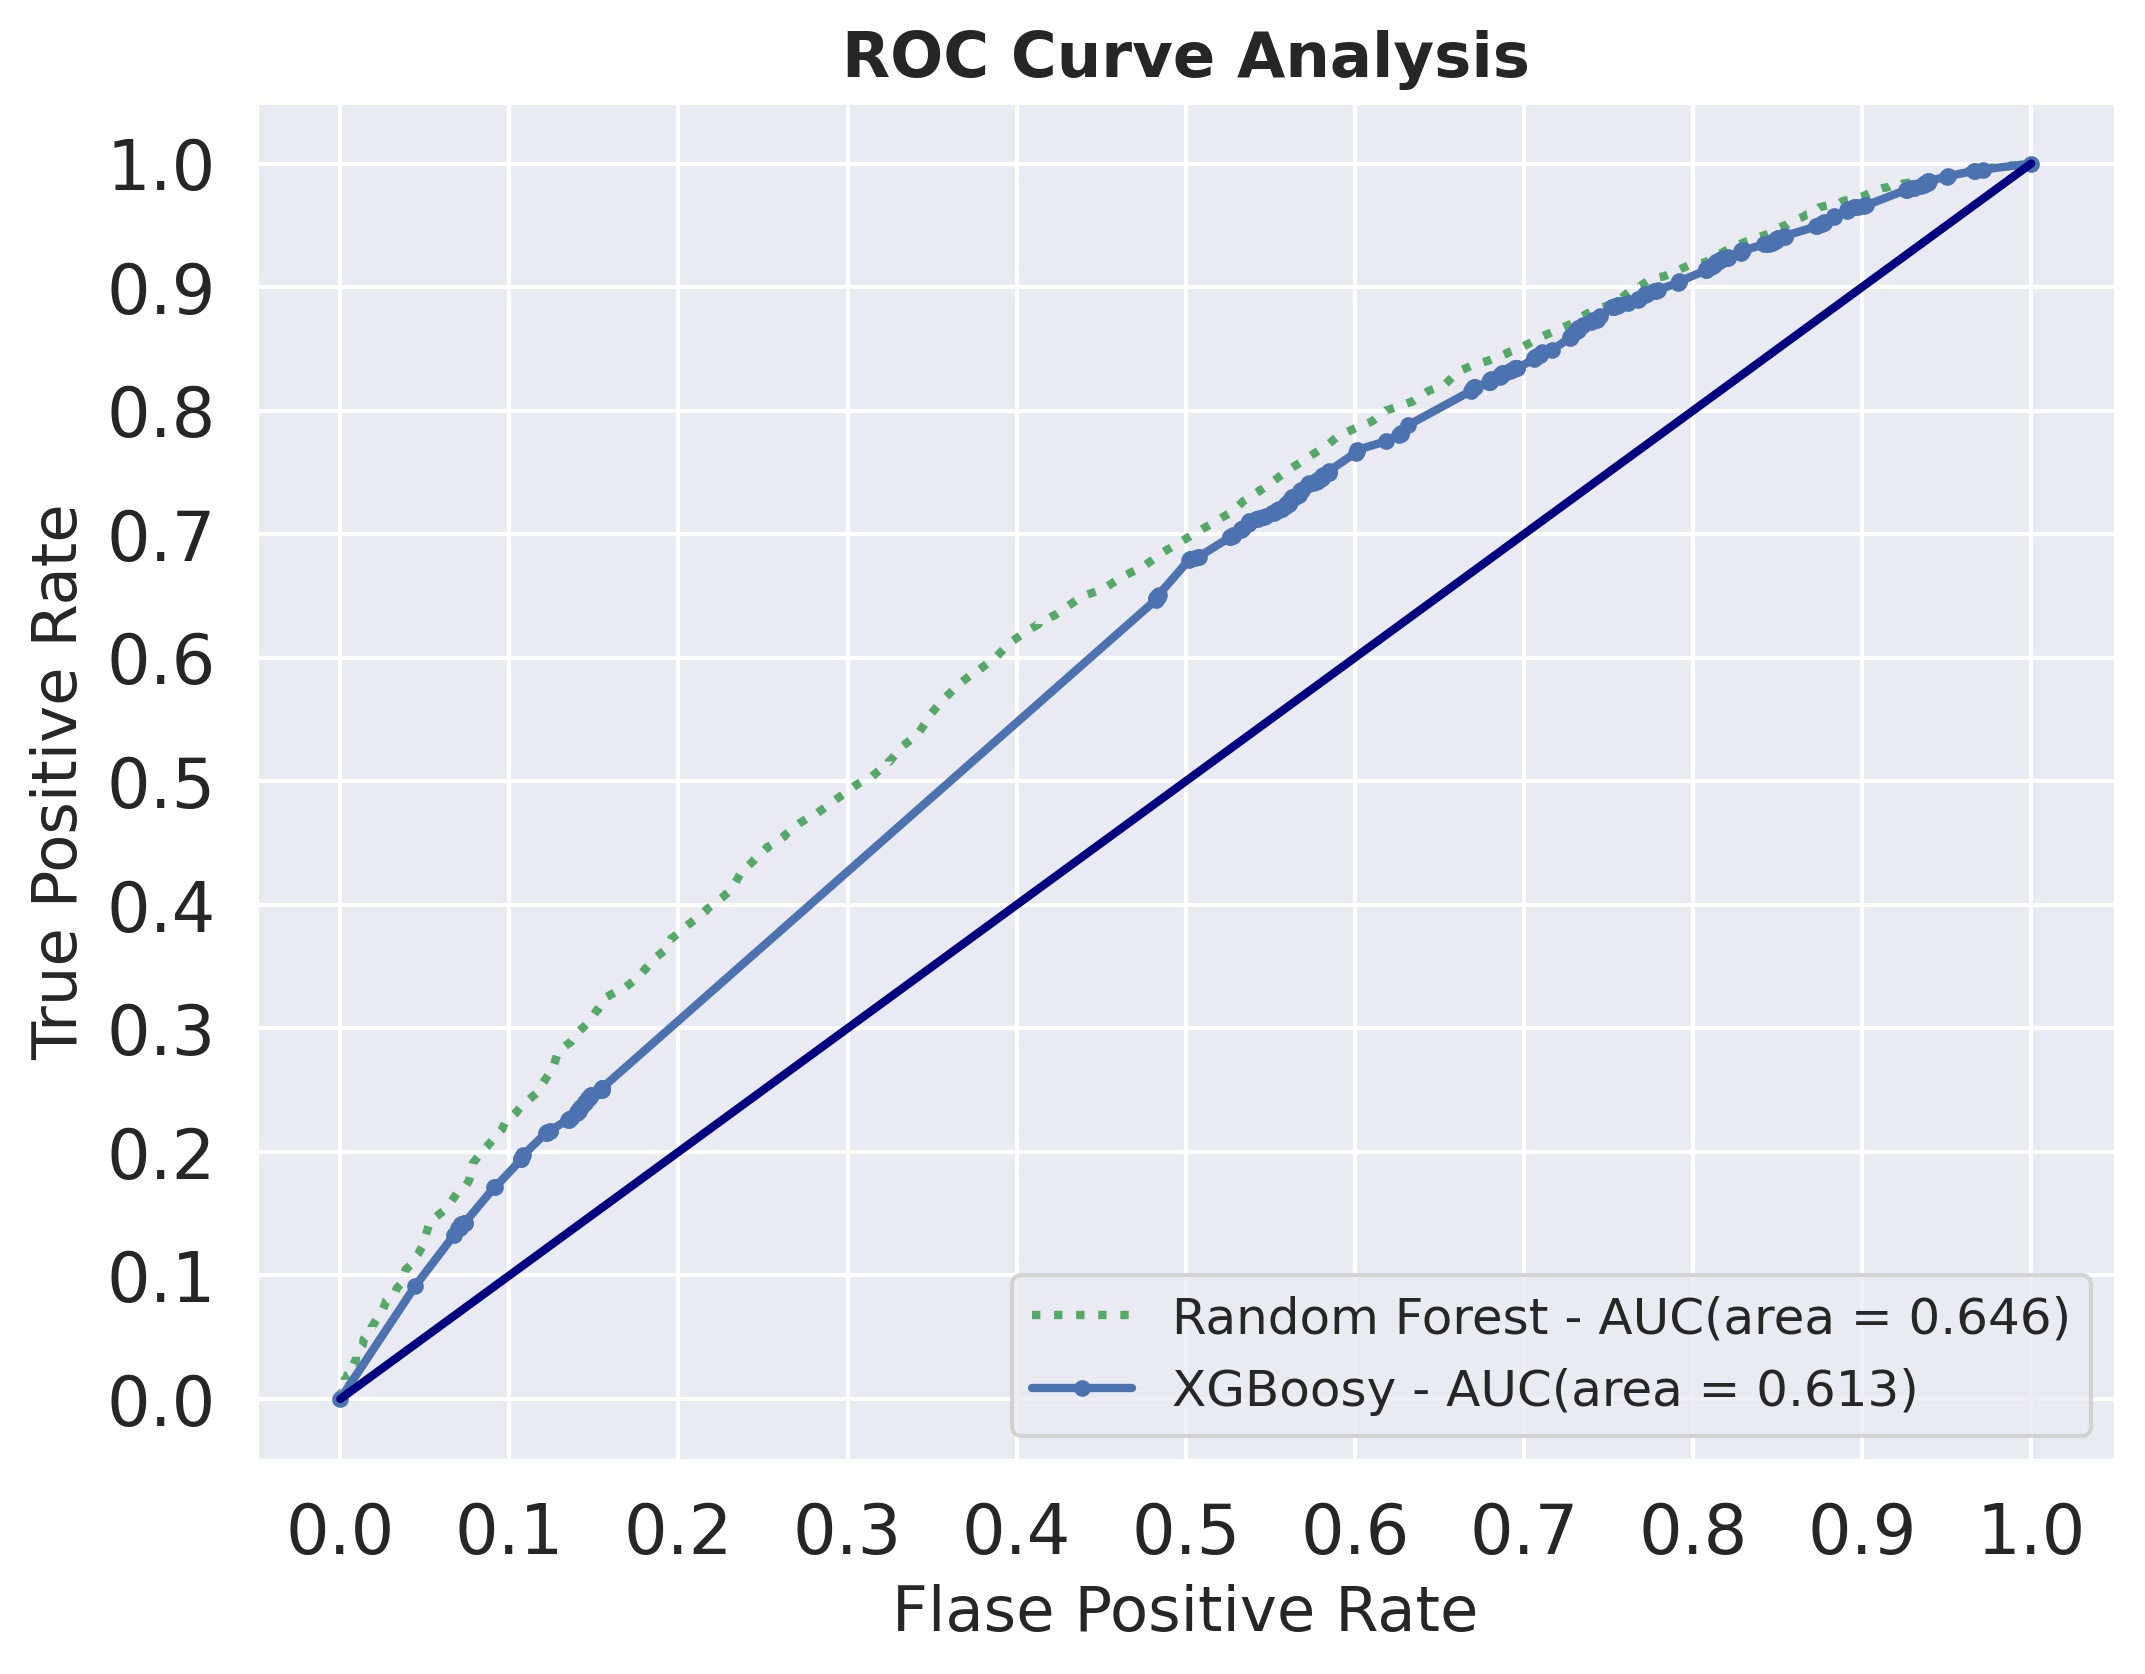 ROC Curve Analysis
True Positive Rate
1.0
0.9
0.8
0.7
0.6
0.5
0.4
0.3
0.2
0.1
0.0
Random Forest - AUC(area = 0.646)
XGBoosy - AUC(area = 0.613)
0.0 0.1 0.2 0.3 0.4 0.5 0.6 0.7 0.8 0.9 1.0
Flase Positive Rate